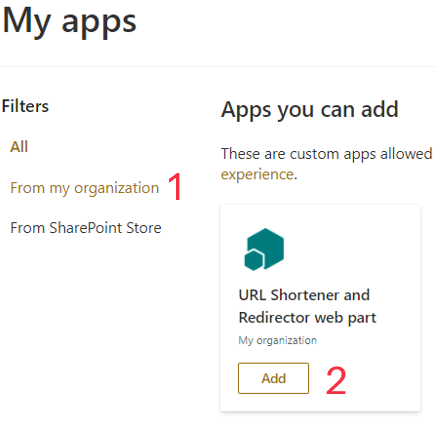 My apps
Filters
All
From my organization 1
From SharePoint Store
Apps you can add
These are custom apps allowed
experience.
URL Shortener and
Redirector web part
My organization
Add 2